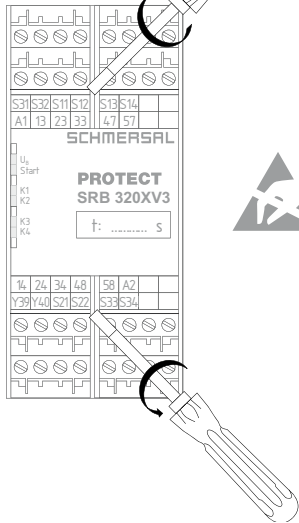 S31 S32 S11 S12 S13 S14
A1 13 23 33 47 57
SCHMERSAL
Ui
Start
K1
K2
K3
K4
PROTECT
SRB 320XV3
t: ............ s
14 24 34 48 58 A2
Y39 Y40 S21 S22 S33 S34